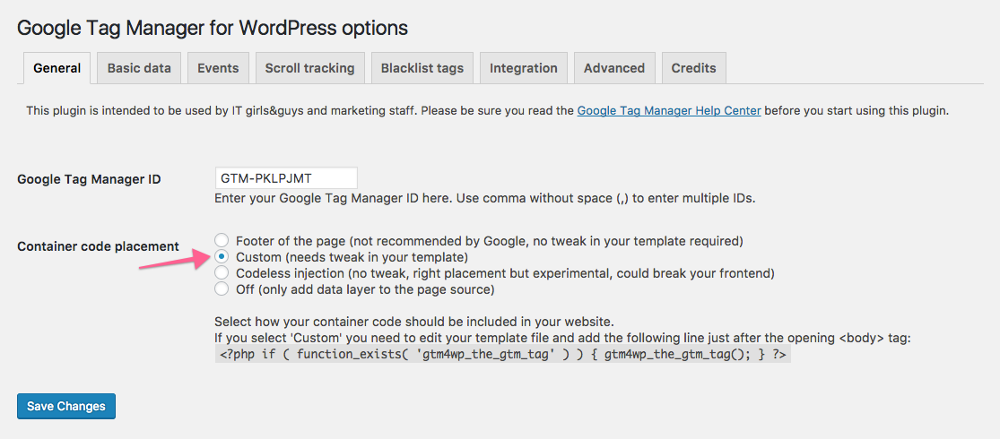 Google Tag Manager for WordPress options
General Basic data Events Scroll tracking Blacklist tags Integration Advanced Credits
This plugin is intended to be used by IT girls&guys and marketing staff. Please be sure you read the Google Tag Manager Help Center before you start using this plugin.
Google Tag Manager ID
GTM-PKLPJMT
Enter your Google Tag Manager ID here. Use comma without space (,) to enter multiple IDs.
Container code placement
Footer of the page (not recommended by Google, no tweak in your template required)
Custom (needs tweak in your template)
Codeless injection (no tweak, right placement but experimental, could break your frontend)
Off (only add data layer to the page source)
Select how your container code should be included in your website.
If you select 'Custom' you need to edit your template file and add the following line just after the opening <body> tag:
<?php if ( function_exists( 'gtm4wp_the_gtm_tag' ) ) { gtm4wp_the_gtm_tag(); } ?>
Save Changes